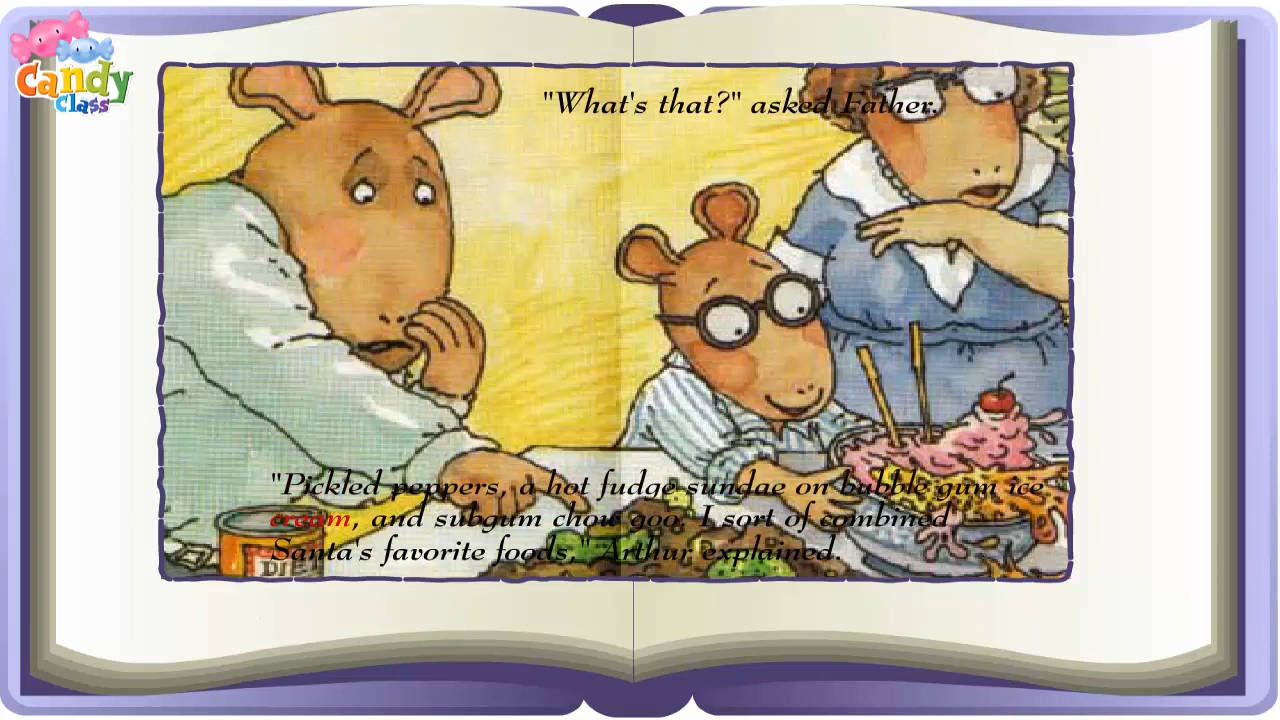 Candy
Class
"What's that?" asked Father.
"Pickled peppers, a hot fudge sundae on bubble gum ice
cream, and subgum chow goo. I sort of combined
Santa's favorite foods," Arthur explained.
PIE